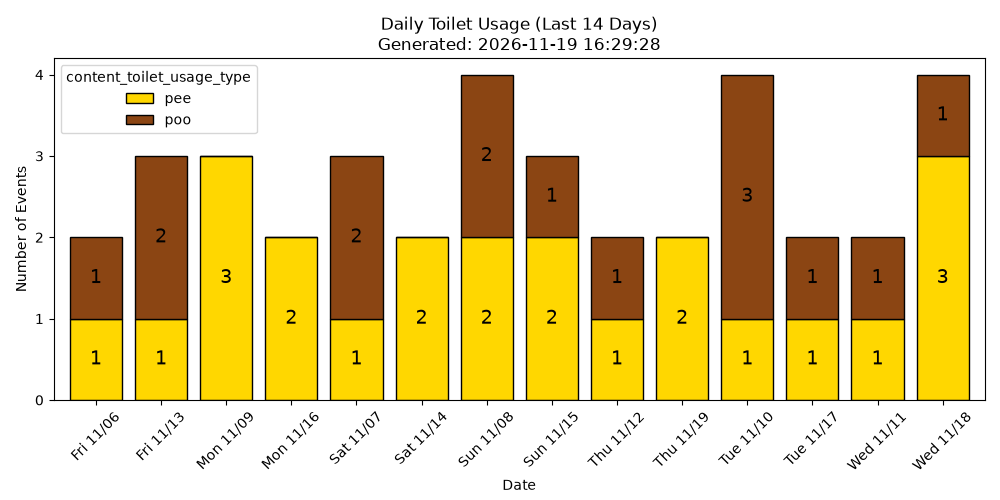 Daily Toilet Usage (Last 14 Days)
Generated: 2026-11-19 16:29:28
content_toilet_usage_type
pee
poo
Number of Events
4
3
2
1
0
1 2 1 2 2 1 3 1 1 1
1 1 3 2 1 2 2 2 1 2 1 1 1 3
Fri 11/06
Fri 11/13
Mon 11/09
Mon 11/16
Sat 11/07
Sat 11/14
Sun 11/08
Sun 11/15
Thu 11/12
Thu 11/19
Tue 11/10
Tue 11/17
Wed 11/11
Wed 11/18
Date